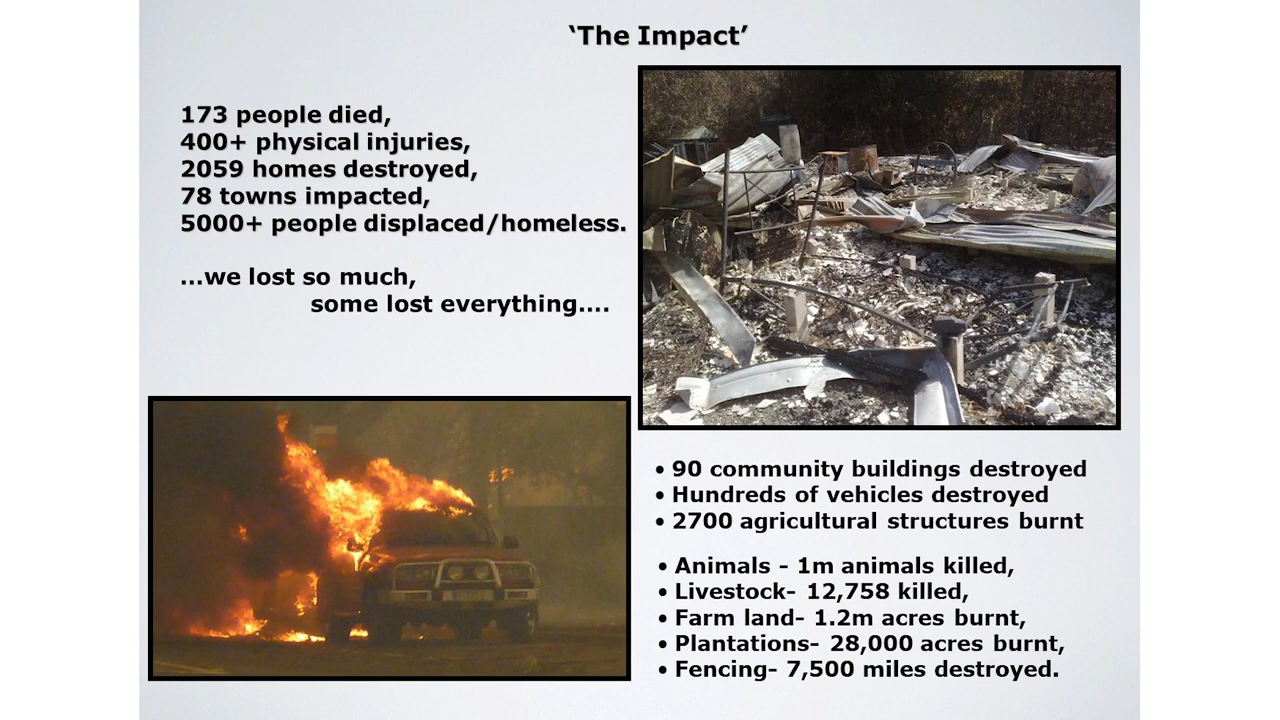 ‘The Impact’
173 people died,
400+ physical injuries,
2059 homes destroyed,
78 towns impacted,
5000+ people displaced/homeless.
…we lost so much,
some lost everything….
• 90 community buildings destroyed
• Hundreds of vehicles destroyed
• 2700 agricultural structures burnt
• Animals - 1m animals killed,
• Livestock- 12,758 killed,
• Farm land- 1.2m acres burnt,
• Plantations- 28,000 acres burnt,
• Fencing- 7,500 miles destroyed.